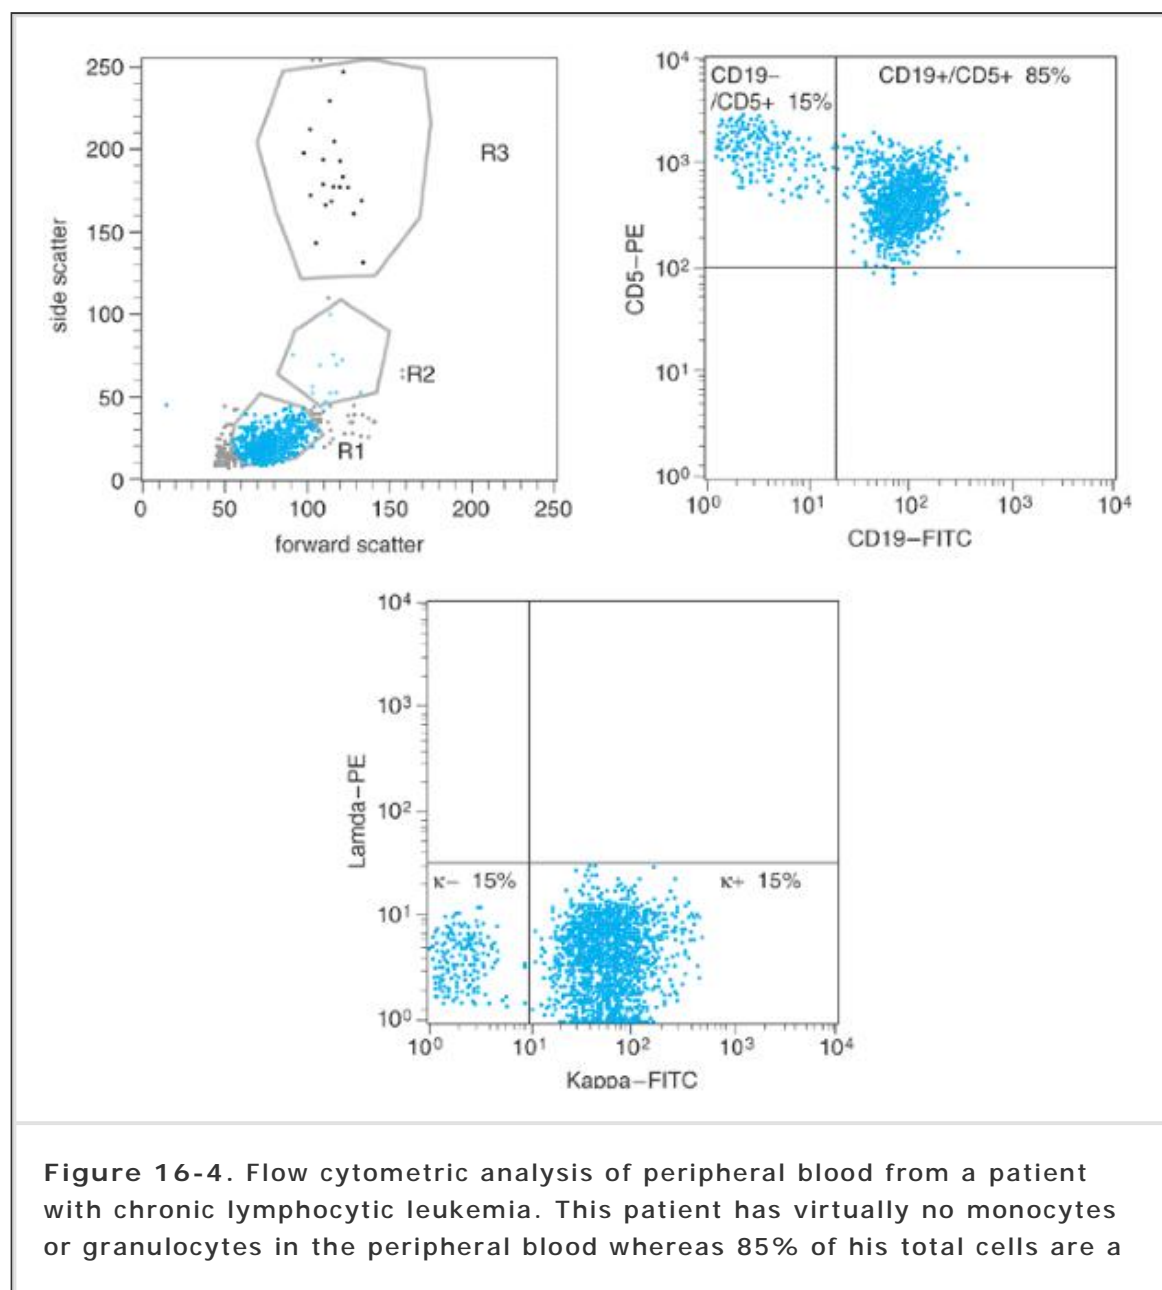 250
200
150
100
50
0
side scatter
R3
R2
R1
0 50 100 150 200 250
forward scatter
10⁴
10³
10²
10¹
10⁰
CD5–PE
CD19–
/CD5+ 15%
CD19+/CD5+ 85%
10⁰ 10¹ 10² 10³ 10⁴
CD19–FITC
10⁴
10³
10²
10¹
10⁰
Lamda–PE
κ– 15%
κ+ 15%
10⁰ 10¹ 10² 10³ 10⁴
Kappa–FITC
Figure 16-4. Flow cytometric analysis of peripheral blood from a patient
with chronic lymphocytic leukemia. This patient has virtually no monocytes
or granulocytes in the peripheral blood whereas 85% of his total cells are a